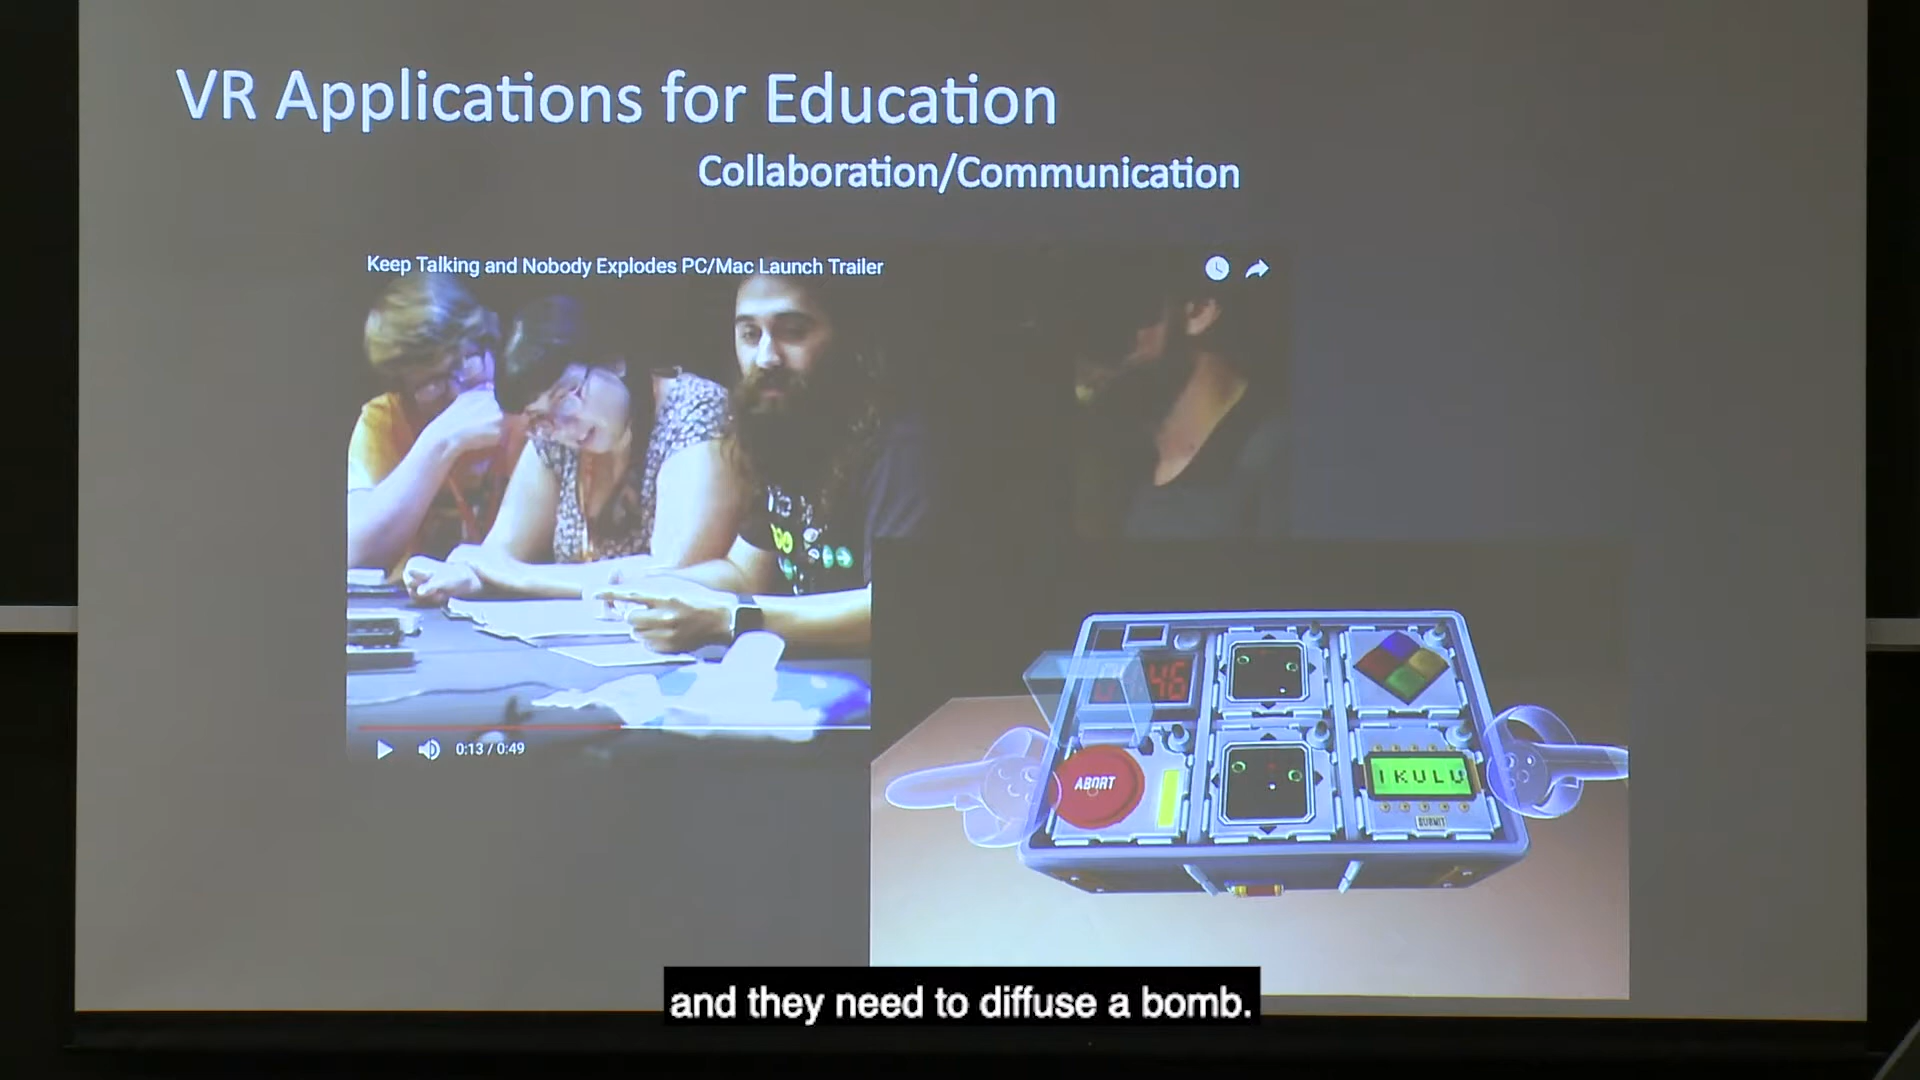 VR Applications for Education
Collaboration/Communication
Keep Talking and Nobody Explodes PC/Mac Launch Trailer
0:13 / 0:49
46
ABORT
IKULU
SUBMIT
and they need to diffuse a bomb.